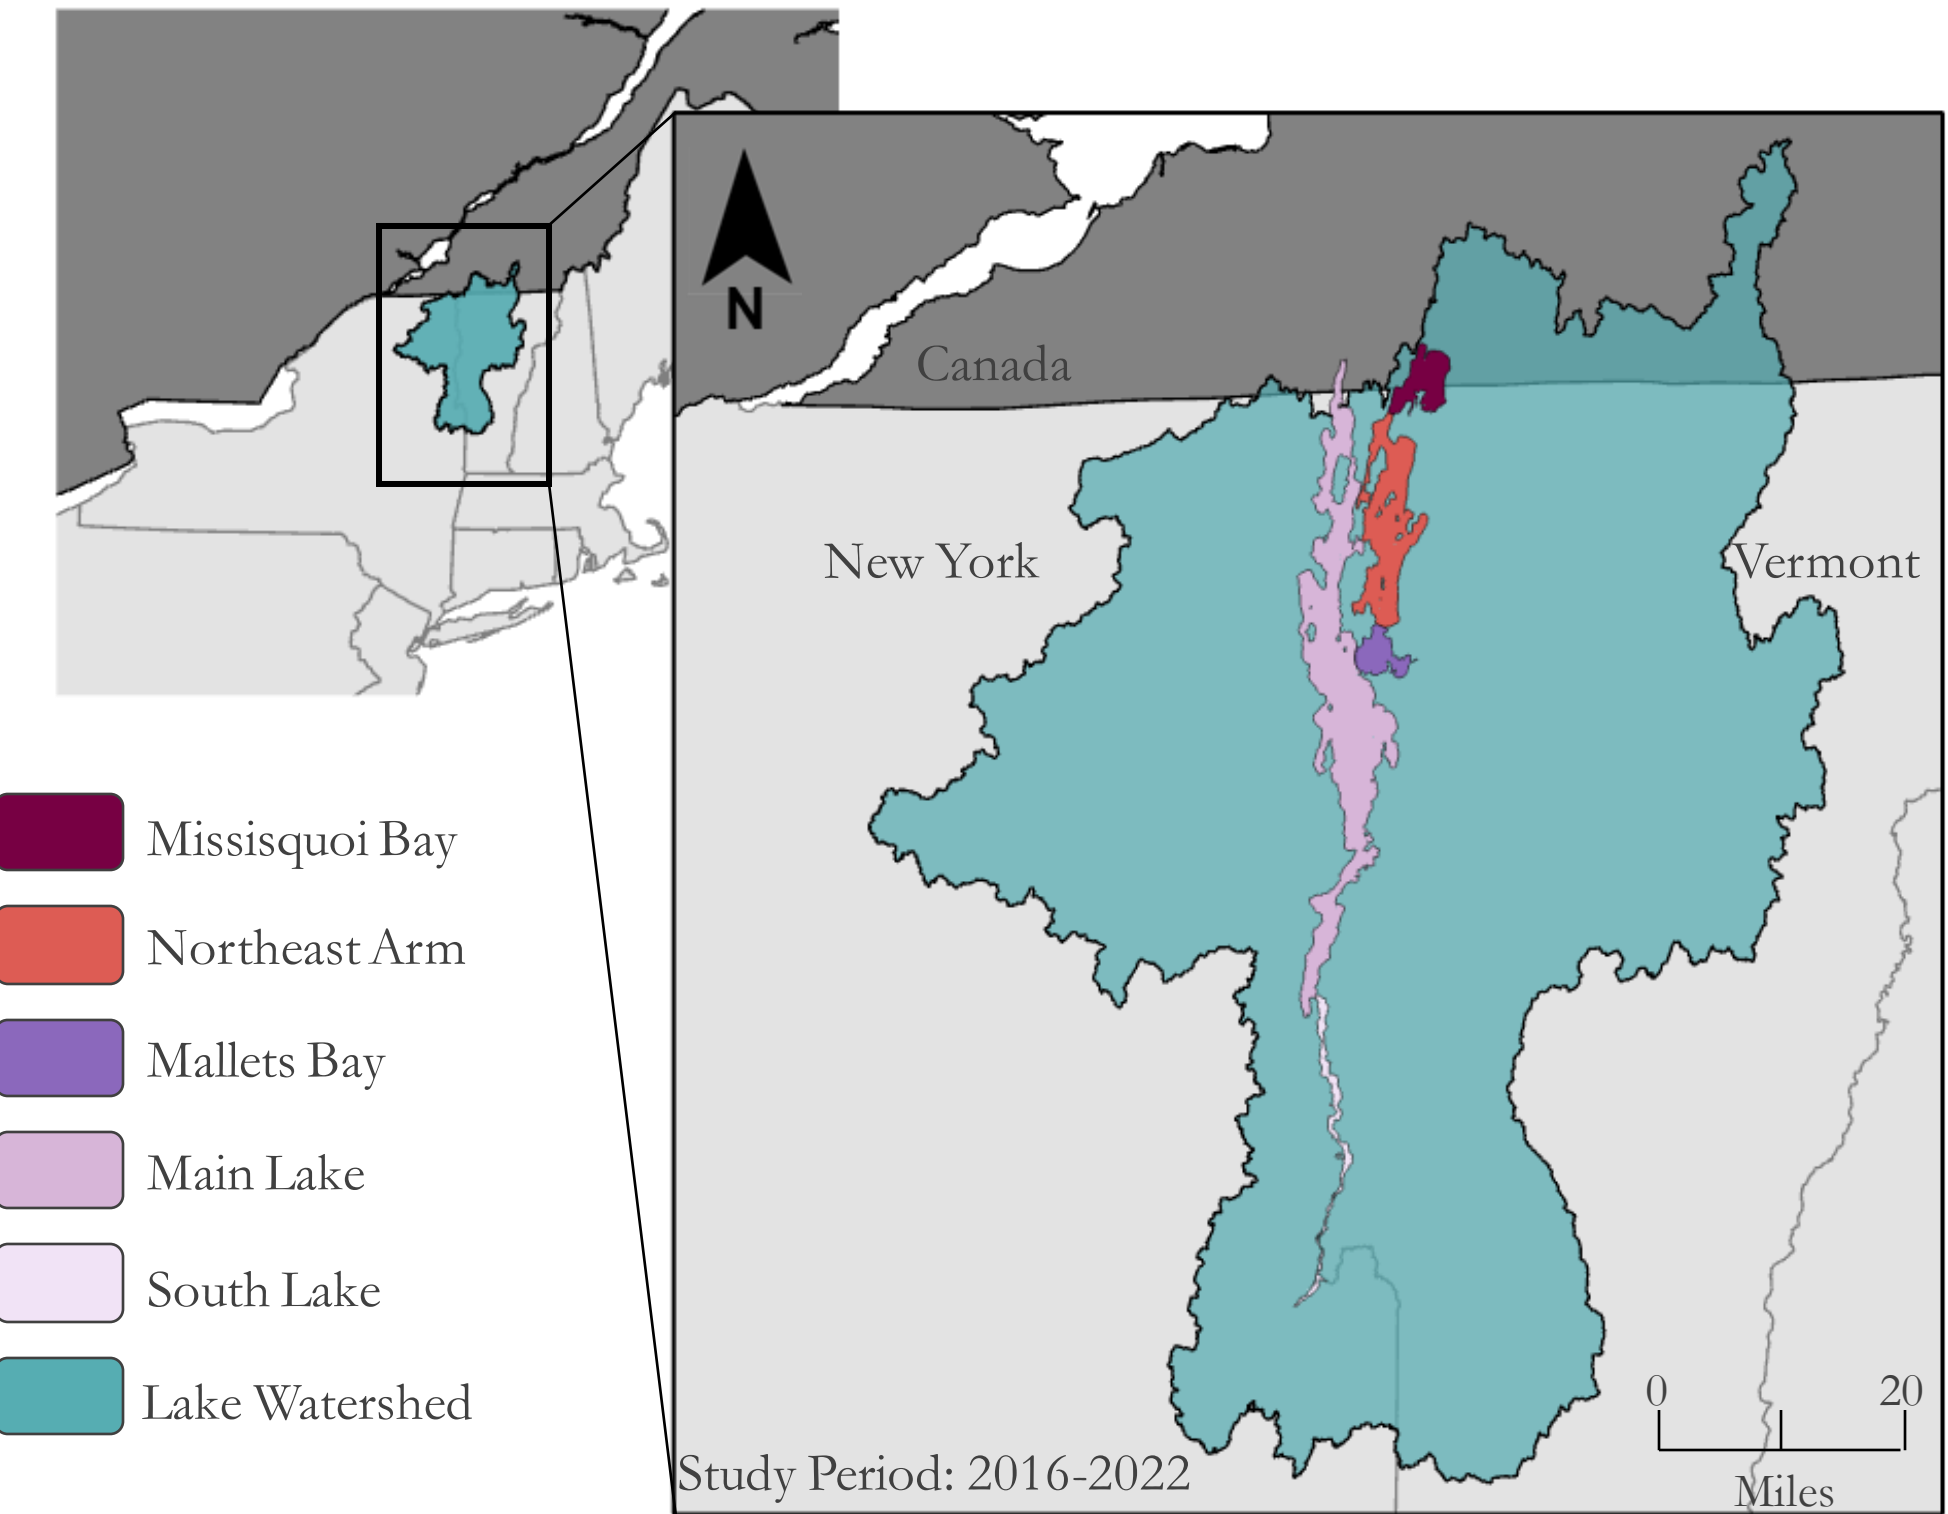 N
Canada
New York
Vermont
Missisquoi Bay
Northeast Arm
Mallets Bay
Main Lake
South Lake
Lake Watershed
0 20
Miles
Study Period: 2016-2022